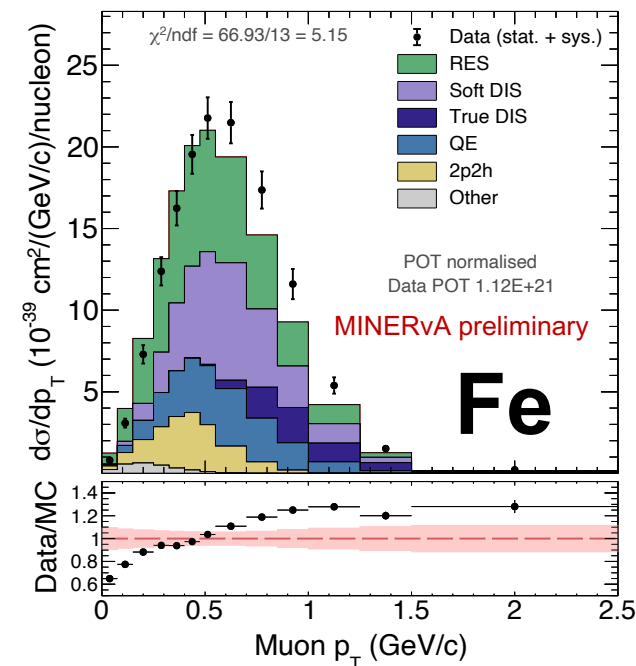 χ²/ndf = 66.93/13 = 5.15
Data (stat. + sys.)
RES
Soft DIS
True DIS
QE
2p2h
Other
POT normalised
Data POT 1.12E+21
MINERvA preliminary
Fe
dσ/dp_T (10⁻³⁹ cm²/(GeV/c)/nucleon)
25
20
15
10
5
Data/MC
1.4
1.2
1.0
0.8
0.6
0
0.5
1
1.5
2.0
2.5
Muon p_T (GeV/c)